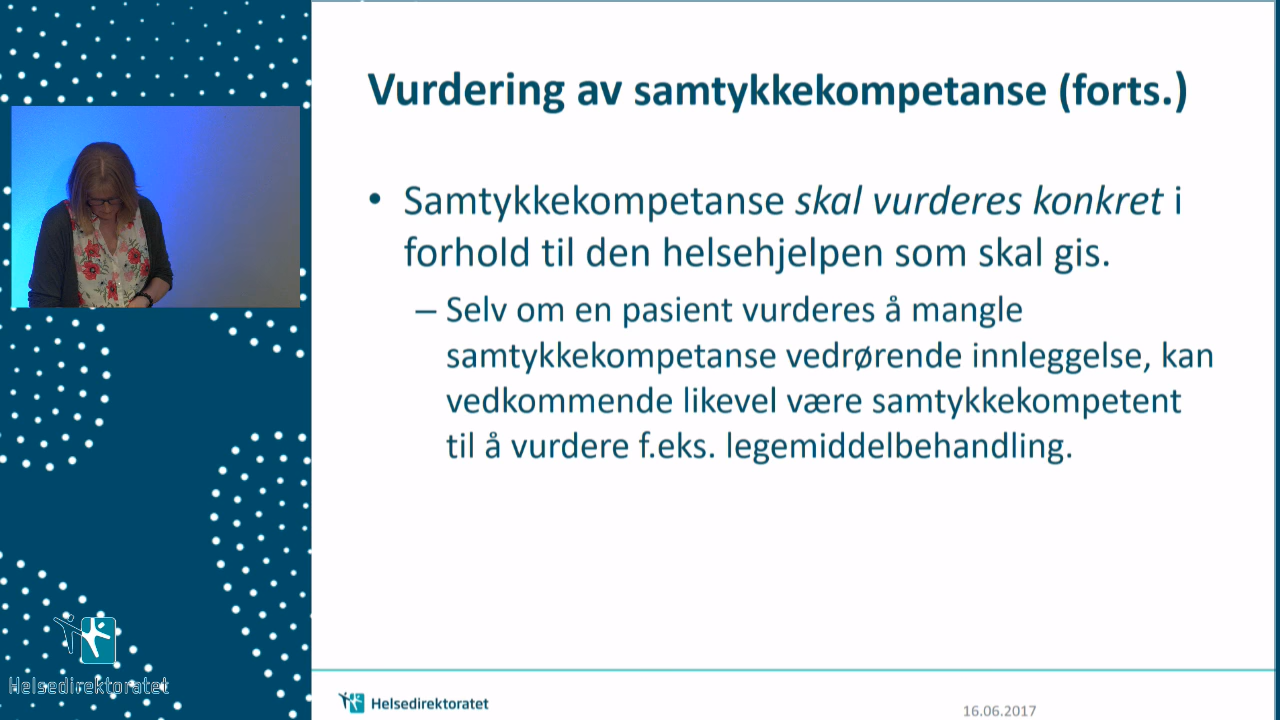 Vurdering av samtykkekompetanse (forts.)
• Samtykkekompetanse skal vurderes konkret i
forhold til den helsehjelpen som skal gis.
– Selv om en pasient vurderes å mangle
samtykkekompetanse vedrørende innleggelse, kan
vedkommende likevel være samtykkekompetent
til å vurdere f.eks. legemiddelbehandling.
Helsedirektoratet
Helsedirektoratet
16.06.2017